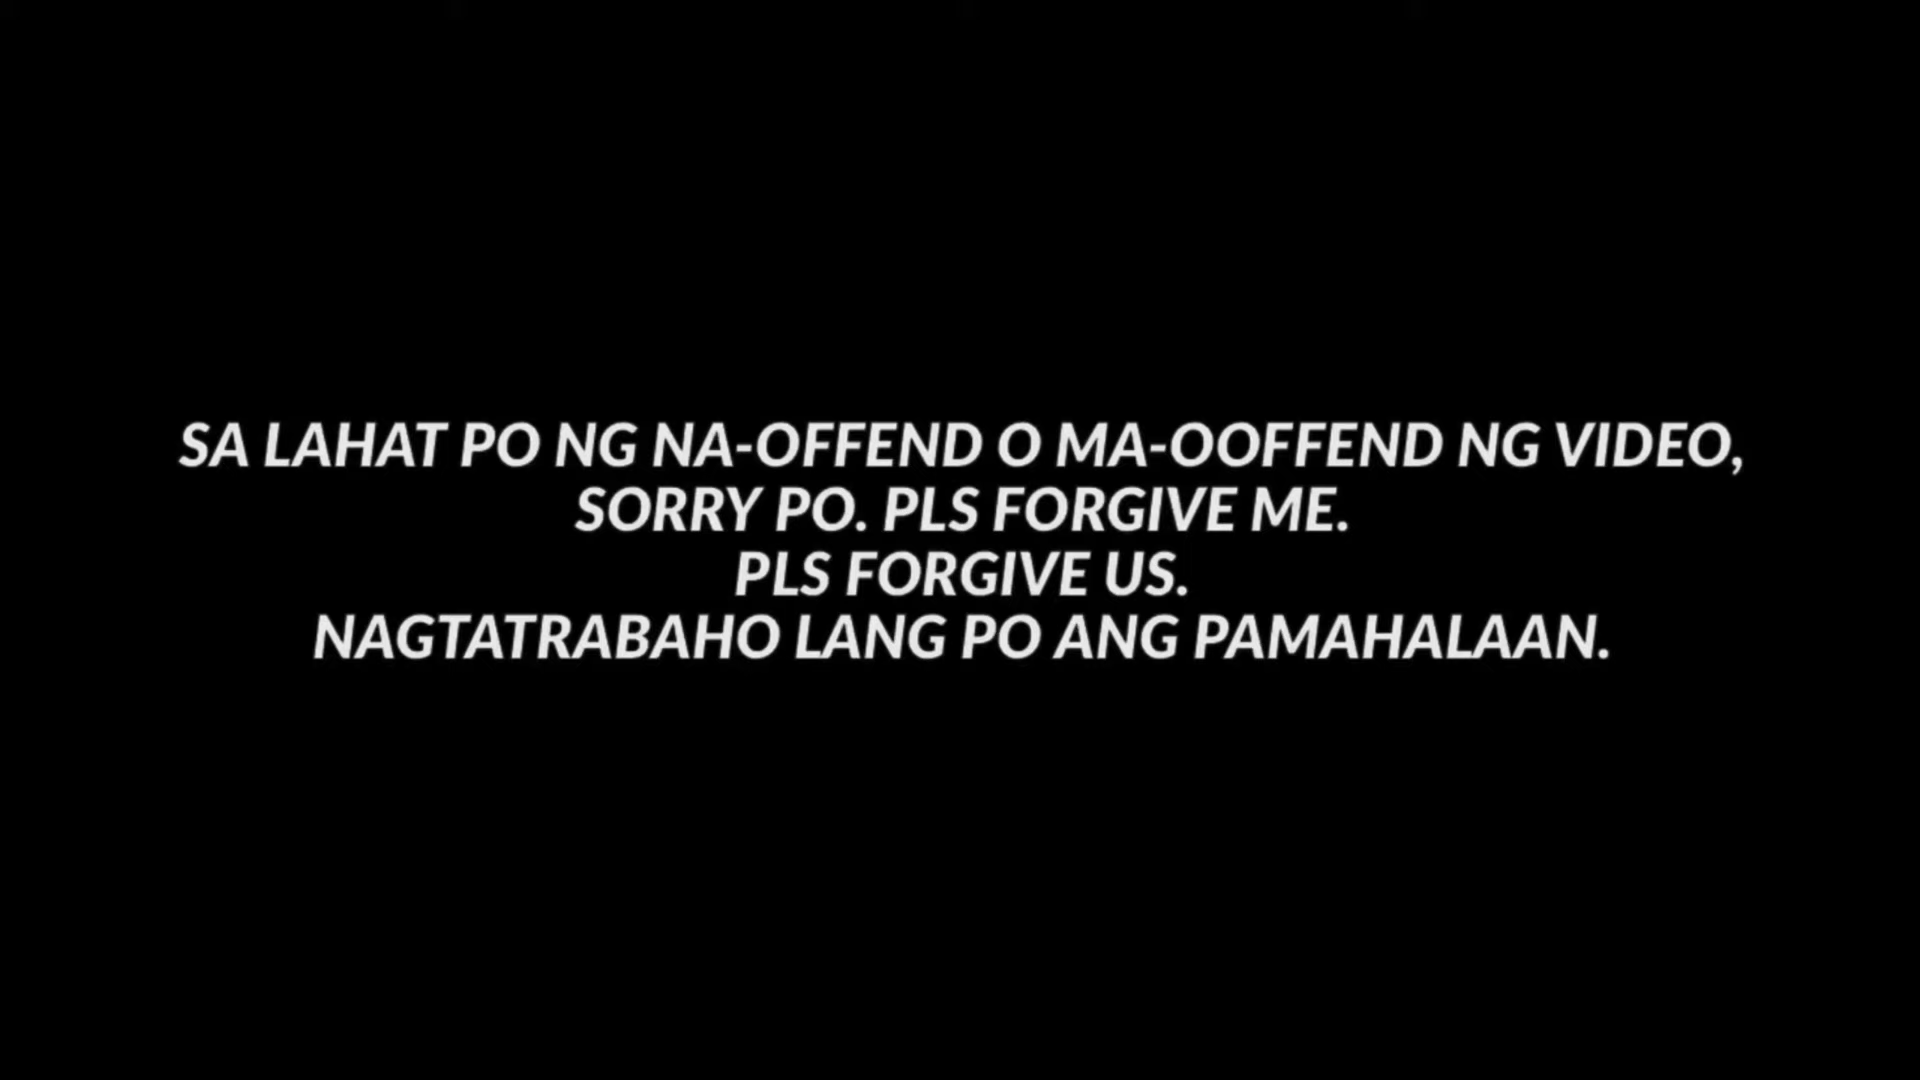 SA LAHAT PO NG NA-OFFEND O MA-OOFFEND NG VIDEO,
SORRY PO. PLS FORGIVE ME.
PLS FORGIVE US.
NAGTATRABAHO LANG PO ANG PAMAHALAAN.